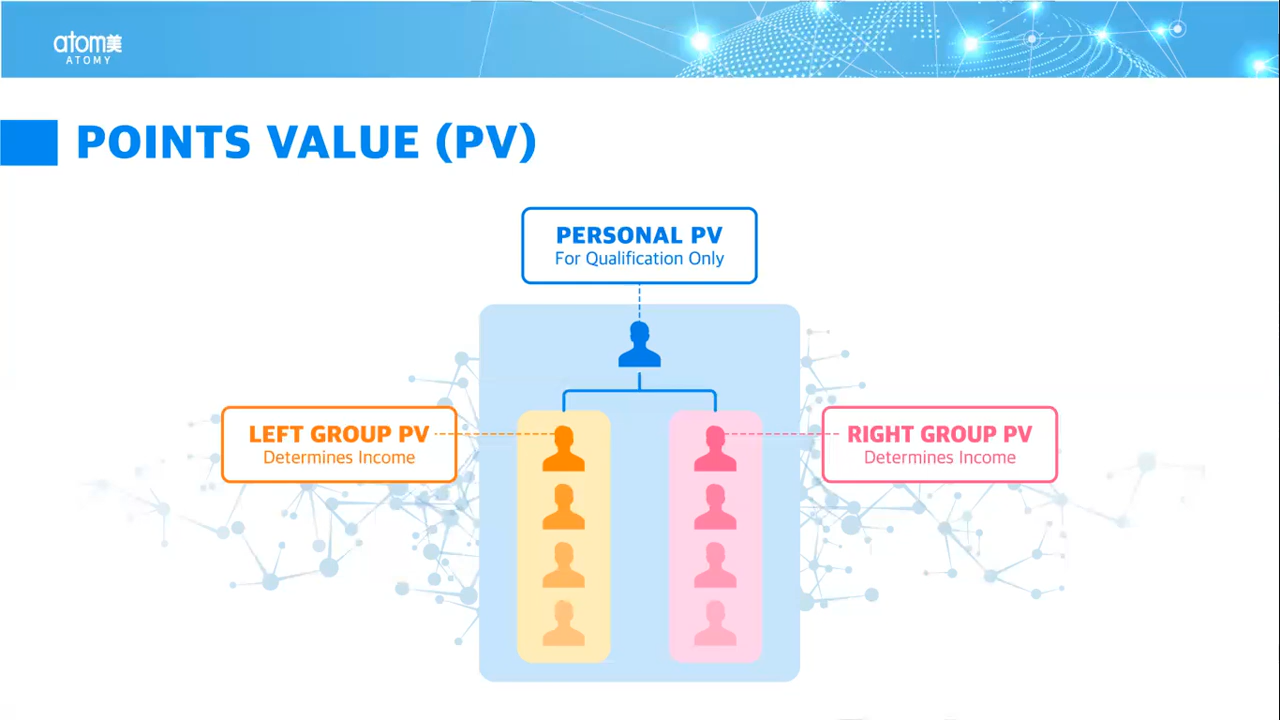 atom美
ATOMY
POINTS VALUE (PV)
PERSONAL PV
For Qualification Only
LEFT GROUP PV
Determines Income
RIGHT GROUP PV
Determines Income